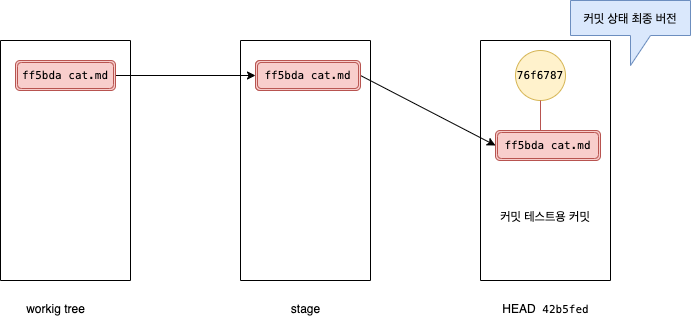 커밋 상태 최종 버전
ff5bda cat.md
ff5bda cat.md
76f6787
ff5bda cat.md
커밋 테스트용 커밋
workig tree
stage
HEAD 42b5fed